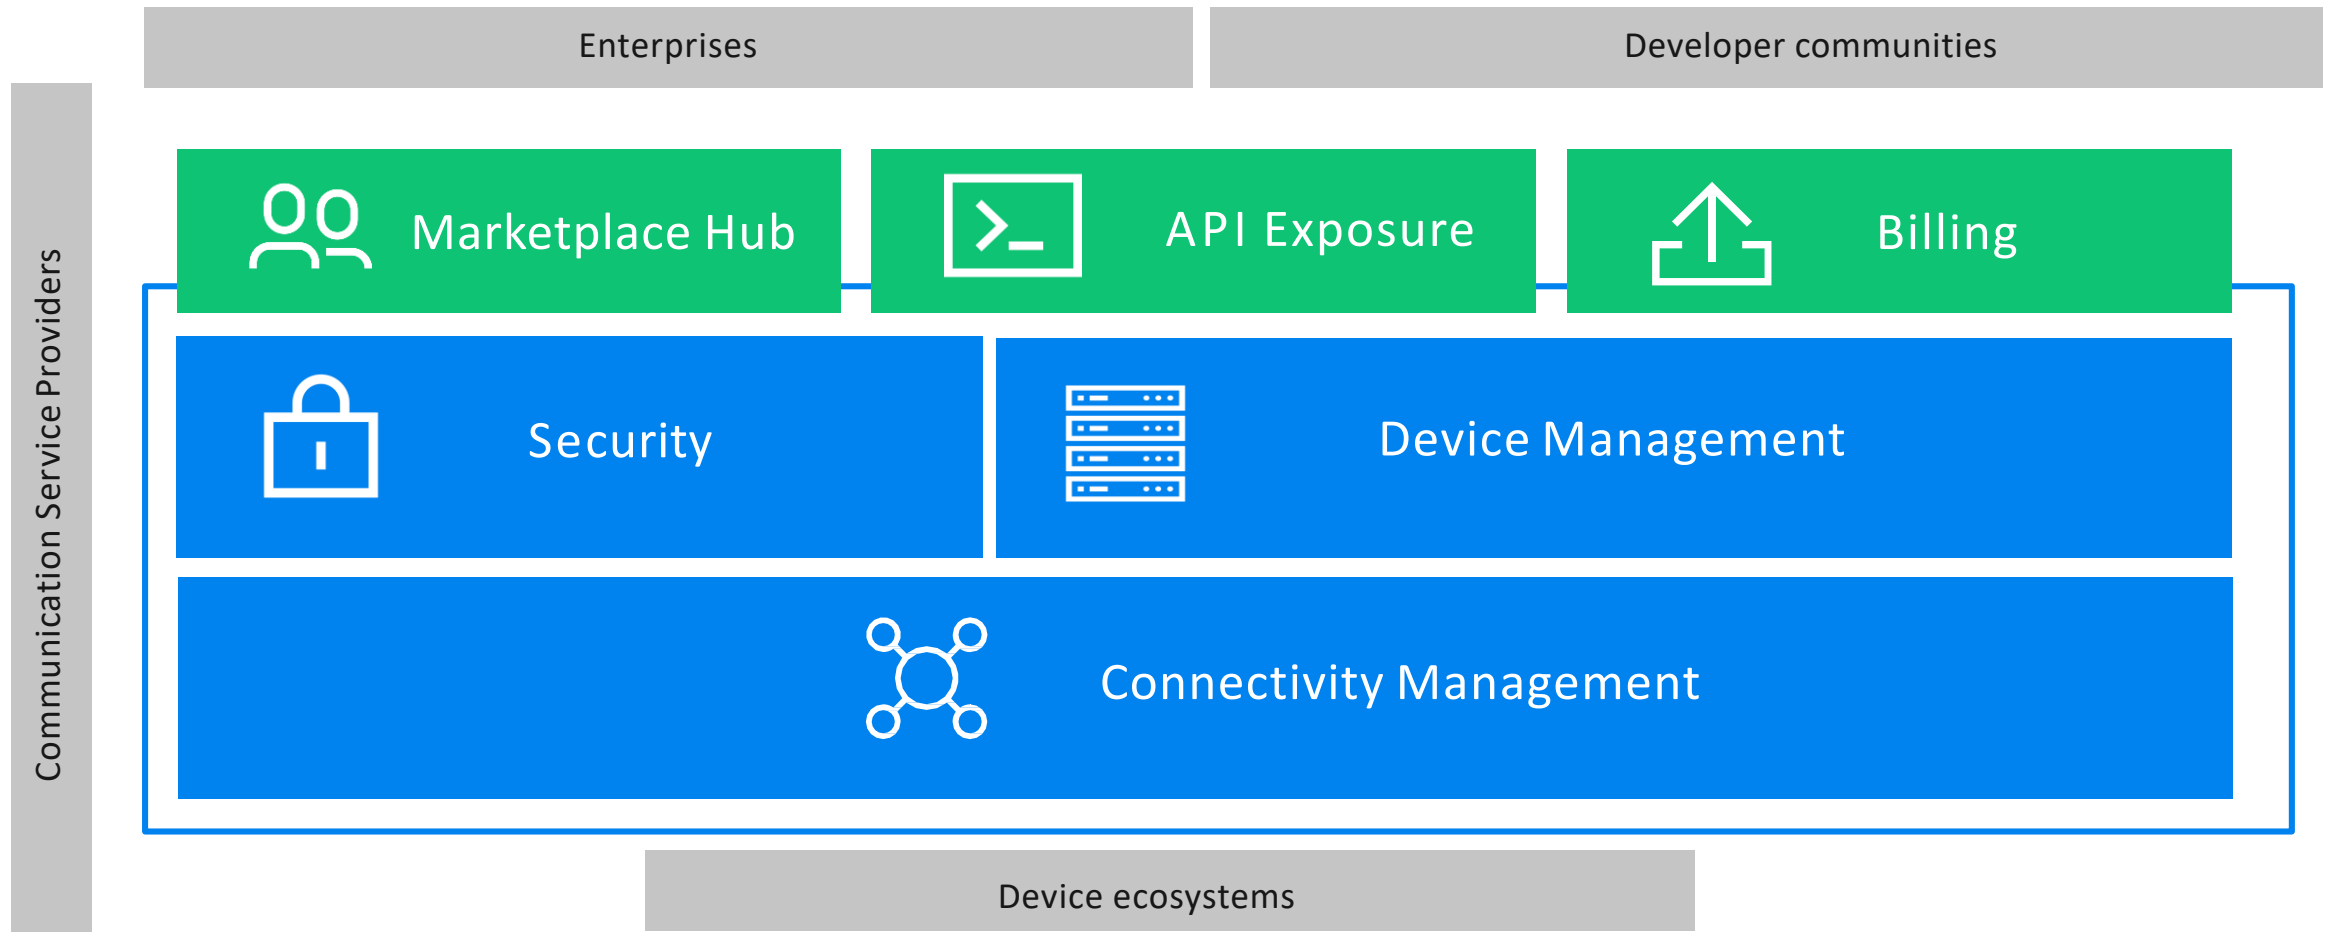 Enterprises
Developer communities
Communication Service Providers
Marketplace Hub
API Exposure
Billing
Security
Device Management
Connectivity Management
Device ecosystems